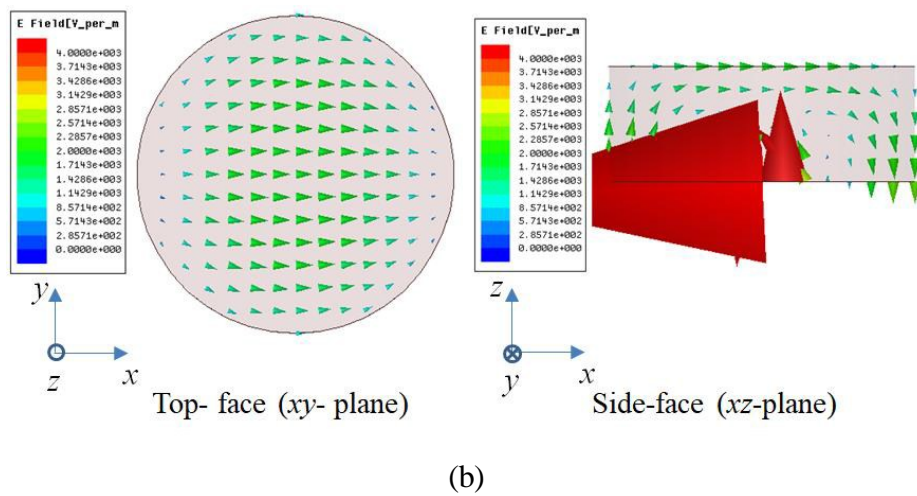 E Field[V_per_m
4.0000e+003
3.7143e+003
3.4286e+003
3.1429e+003
2.8571e+003
2.5714e+003
2.2857e+003
2.0000e+003
1.7143e+003
1.4286e+003
1.1429e+003
8.5714e+002
5.7143e+002
2.8571e+002
0.0000e+000
y
z
x
Top- face (xy- plane)
E Field[V_per_m
4.0000e+003
3.7143e+003
3.4286e+003
3.1429e+003
2.8571e+003
2.5714e+003
2.2857e+003
2.0000e+003
1.7143e+003
1.4286e+003
1.1429e+003
8.5714e+002
5.7143e+002
2.8571e+002
0.0000e+000
z
y
x
Side-face (xz-plane)
(b)